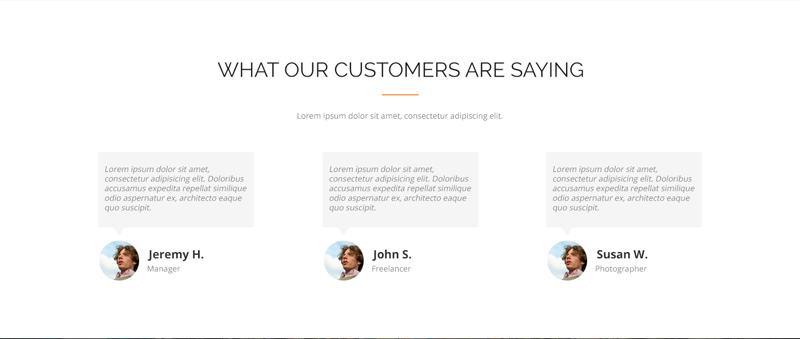 WHAT OUR CUSTOMERS ARE SAYING
Lorem ipsum dolor sit amet, consectetur adipiscing elit.
Lorem ipsum dolor sit amet,
consectetur adipisicing elit. Doloribus
accusamus expedita repellat similique
odio aspernatur ex, architecto eaque
quo suscipit.
Jeremy H.
Manager
Lorem ipsum dolor sit amet,
consectetur adipisicing elit. Doloribus
accusamus expedita repellat similique
odio aspernatur ex, architecto eaque
quo suscipit.
John S.
Freelancer
Lorem ipsum dolor sit amet,
consectetur adipisicing elit. Doloribus
accusamus expedita repellat similique
odio aspernatur ex, architecto eaque
quo suscipit.
Susan W.
Photographer